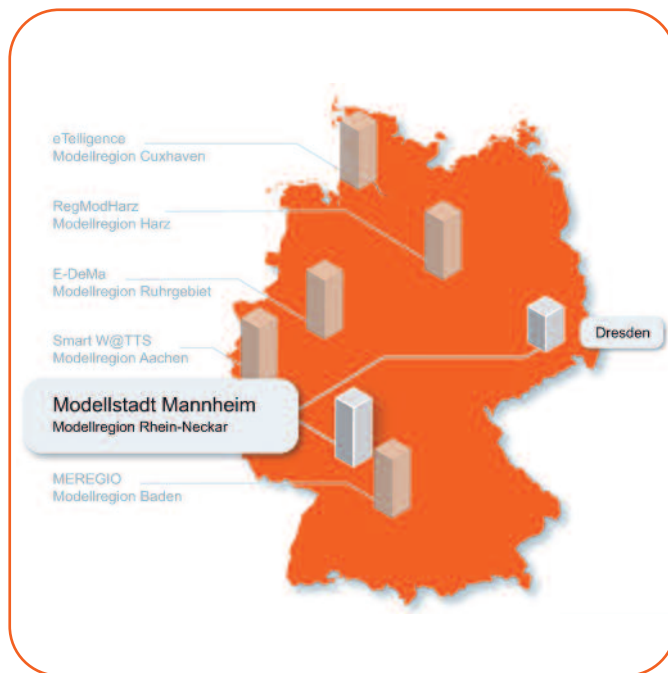 eTelligence
Modellregion Cuxhaven
RegModHarz
Modellregion Harz
E-DeMa
Modellregion Ruhrgebiet
Smart W@TTS
Modellregion Aachen
Dresden
Modellstadt Mannheim
Modellregion Rhein-Neckar
MEREGIO
Modellregion Baden